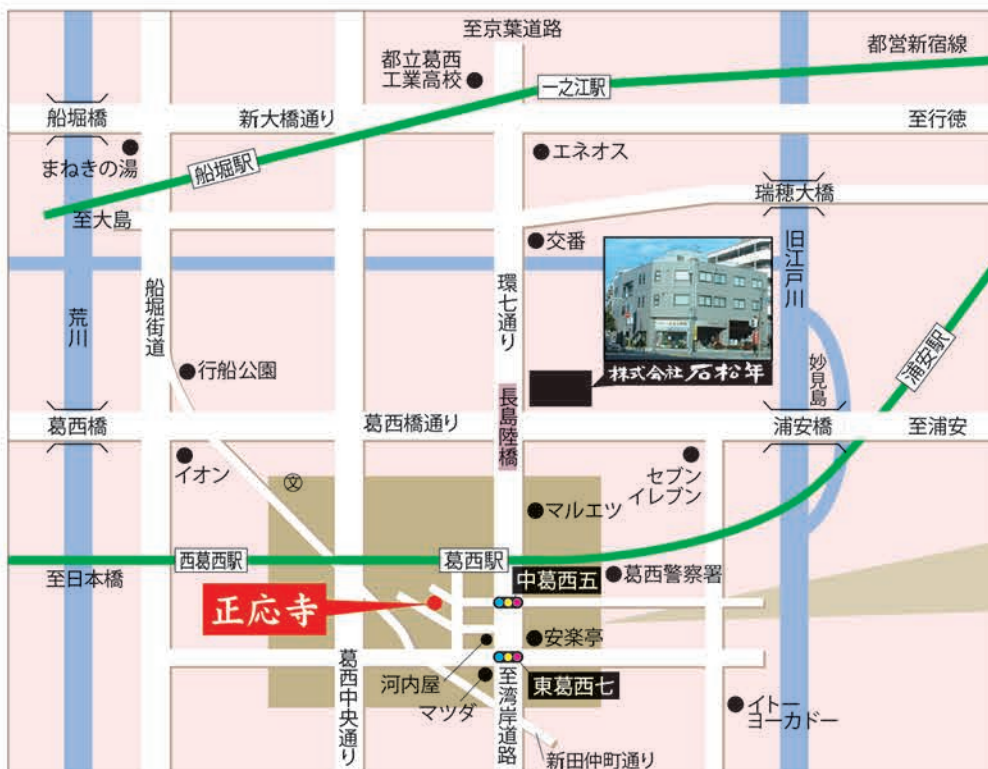 至京葉道路
都営新宿線
都立葛西
工業高校
一之江駅
船堀橋
新大橋通り
至行徳
まねきの湯
船堀駅
エネオス
瑞穂大橋
至大島
交番
旧江戸川
船堀街道
環七通り
荒川
株式会社 石松年
浦安駅
妙見島
行船公園
長島陸橋
葛西橋
葛西橋通り
浦安橋
至浦安
イオン
文
セブン
イレブン
マルエツ
西葛西駅
葛西駅
至日本橋
中葛西五
葛西警察署
正応寺
安楽亭
河内屋
東葛西七
マツダ
葛西中央通り
至湾岸道路
イトー
ヨーカドー
新田仲町通り